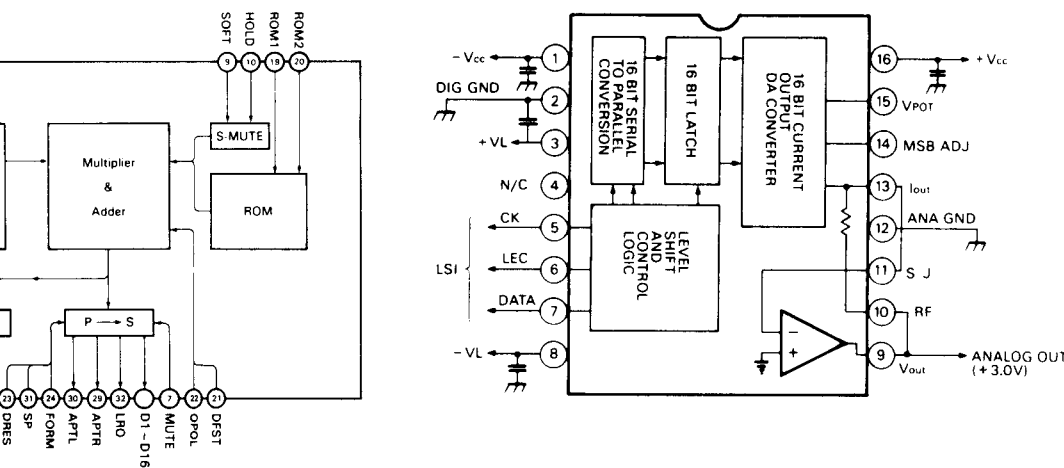 SOFT
HOLD
ROM1
ROM2
9
10
19
20
S-MUTE
Multiplier
&
Adder
ROM
P → S
23
31
24
30
29
32
7
22
21
DRES
SP
FORM
APTL
APTR
LRO
D1 ~ D16
MUTE
OPOL
DFST
- Vcc
1
DIG GND
2
+ VL
3
N/C
4
CK
5
LSI
LEC
6
DATA
7
- VL
8
16 BIT SERIAL
TO PARALLEL
CONVERSION
16 BIT LATCH
16 BIT CURRENT
OUTPUT
DA CONVERTER
LEVEL
SHIFT
AND
CONTROL
LOGIC
−
+
16
+ Vcc
15
VPOT
14
MSB ADJ
13
Iout
12
ANA GND
11
S J
10
RF
9
Vout
ANALOG OUT
(+3.0V)